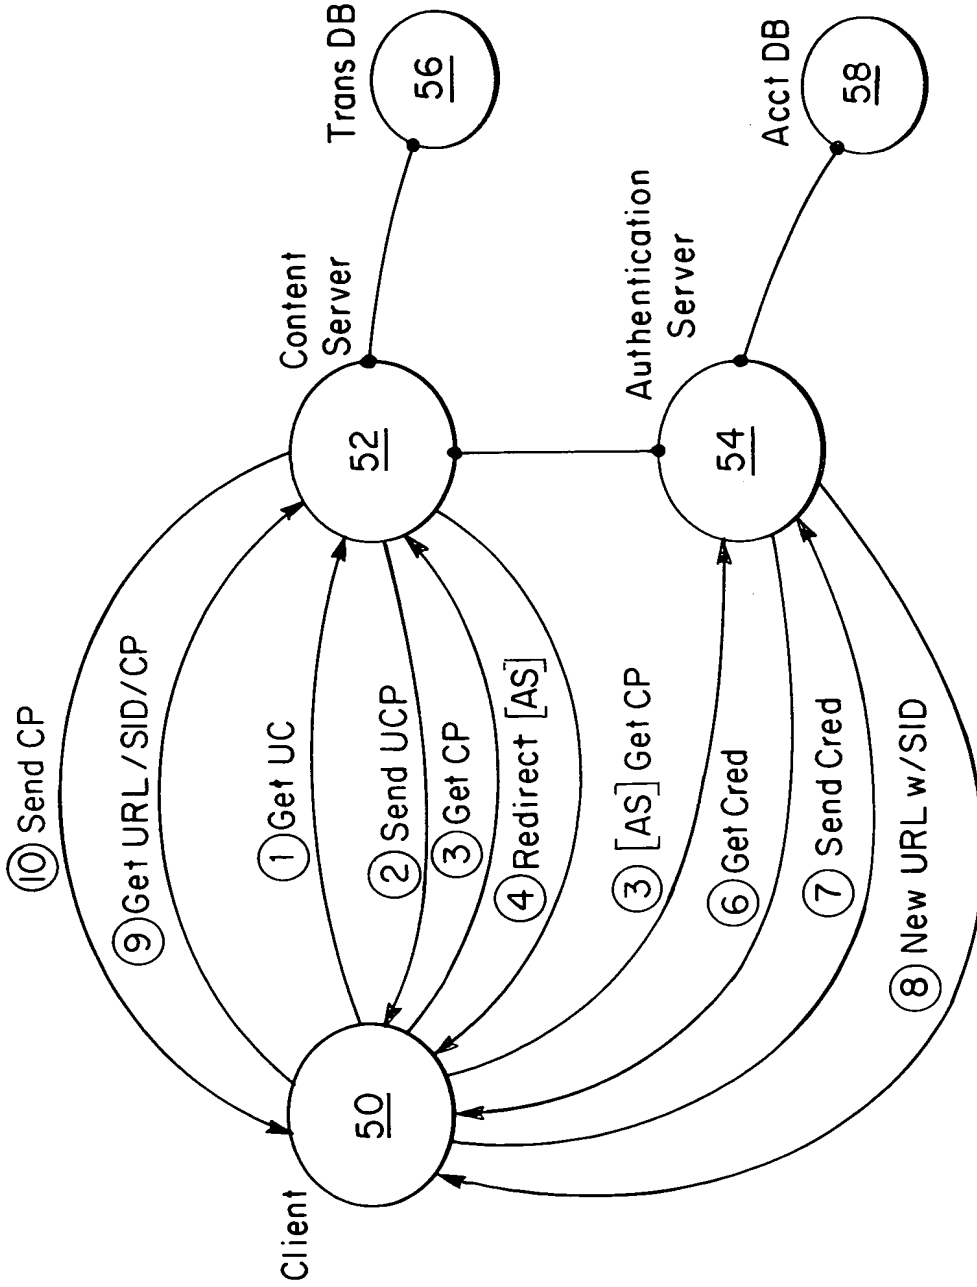 Client
50
Content
Server
52
Trans DB
56
Authentication
Server
54
Acct DB
58
⑩ Send CP
⑨ Get URL/SID/CP
① Get UC
② Send UCP
③ Get CP
④ Redirect [AS]
③ [AS] Get CP
⑥ Get Cred
⑦ Send Cred
⑧ New URL w/SID